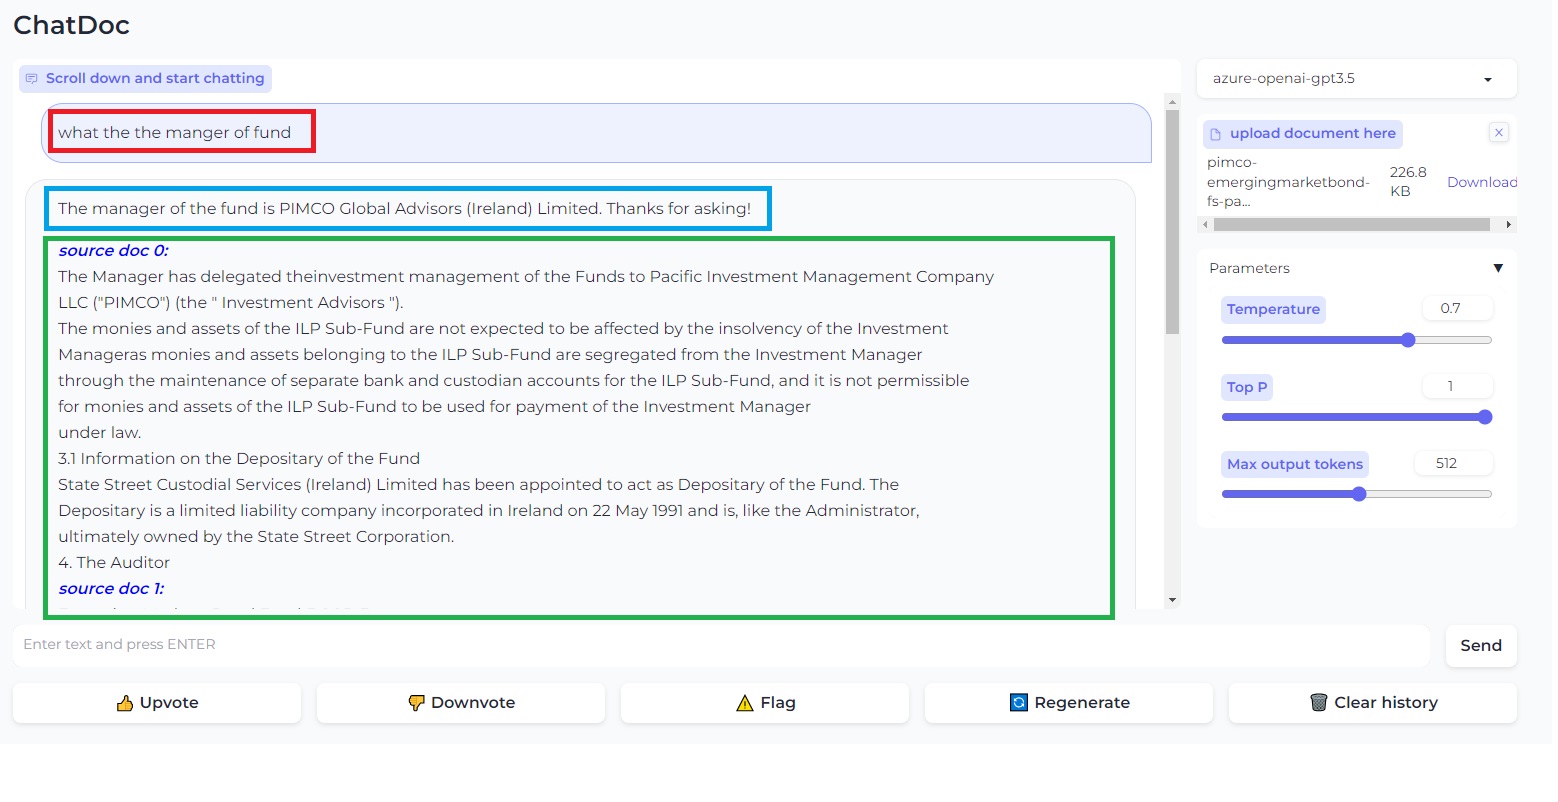 ChatDoc
Scroll down and start chatting
what the the manger of fund
The manager of the fund is PIMCO Global Advisors (Ireland) Limited. Thanks for asking!
source doc 0:
The Manager has delegated theinvestment management of the Funds to Pacific Investment Management Company
LLC ("PIMCO") (the " Investment Advisors ").
The monies and assets of the ILP Sub-Fund are not expected to be affected by the insolvency of the Investment
Manageras monies and assets belonging to the ILP Sub-Fund are segregated from the Investment Manager
through the maintenance of separate bank and custodian accounts for the ILP Sub-Fund, and it is not permissible
for monies and assets of the ILP Sub-Fund to be used for payment of the Investment Manager
under law.
3.1 Information on the Depositary of the Fund
State Street Custodial Services (Ireland) Limited has been appointed to act as Depositary of the Fund. The
Depositary is a limited liability company incorporated in Ireland on 22 May 1991 and is, like the Administrator,
ultimately owned by the State Street Corporation.
4. The Auditor
source doc 1:
azure-openai-gpt3.5
upload document here
X
pimco-
emergingmarketbond-
fs-pa...
226.8
KB
Download
Parameters
Temperature
0.7
Top P
1
Max output tokens
512
Enter text and press ENTER
Send
Upvote
Downvote
Flag
Regenerate
Clear history